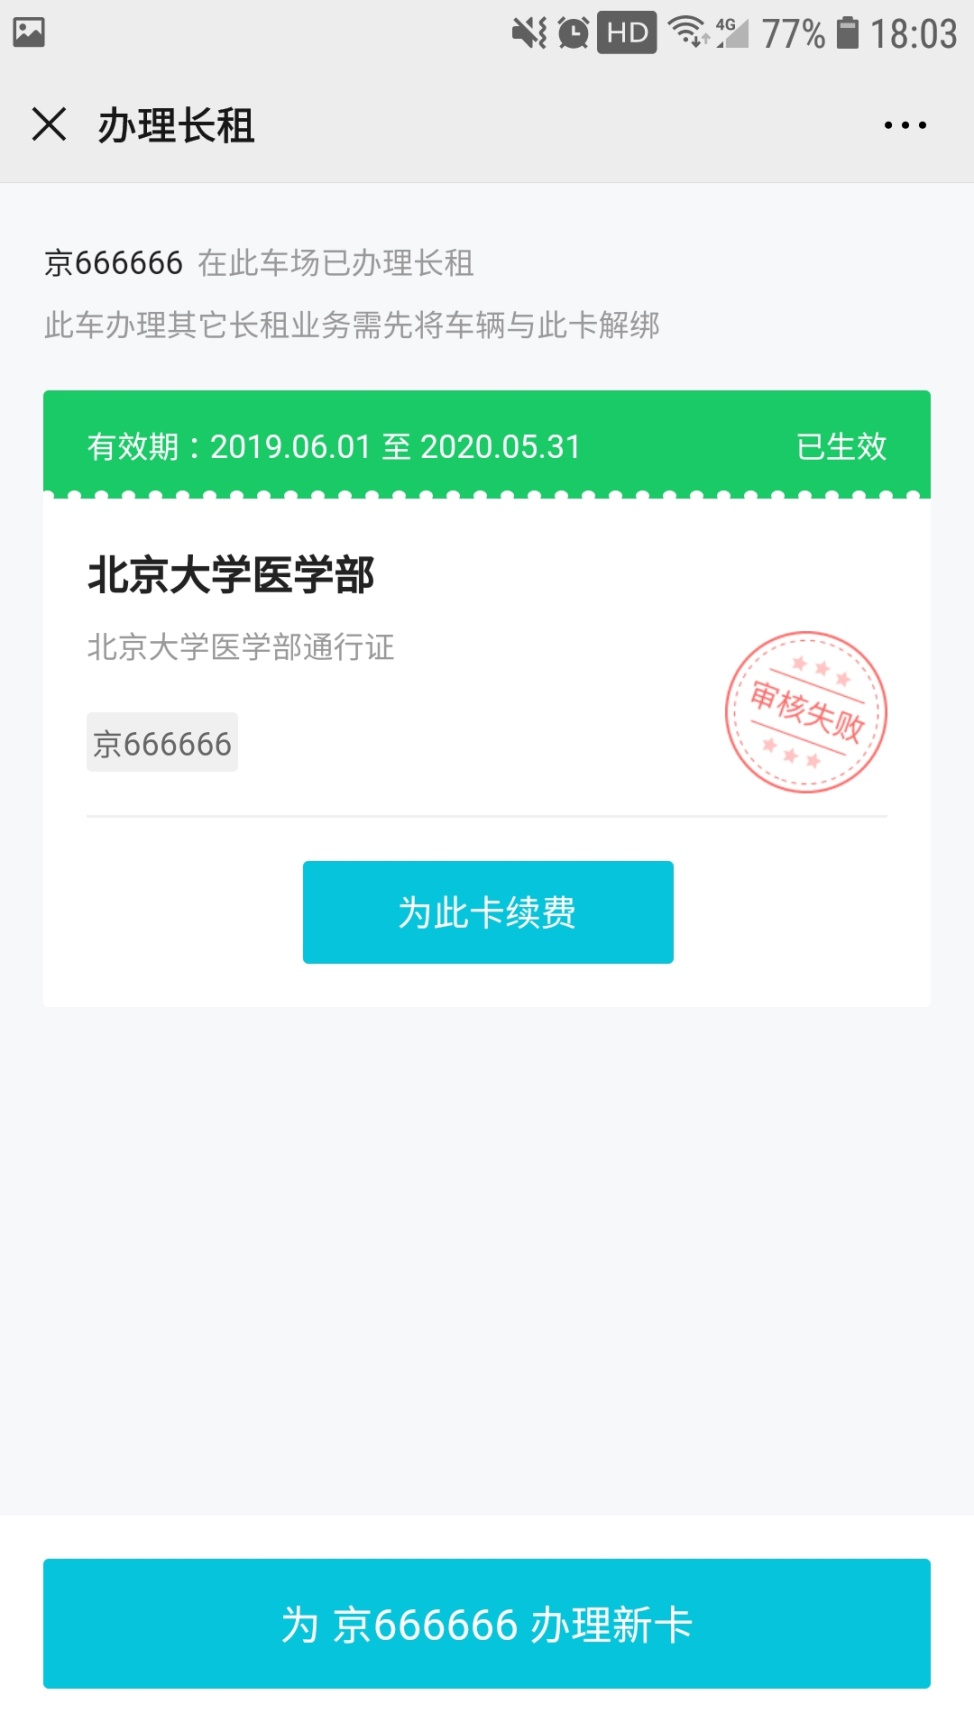 HD 4G 77% 18:03
办理长租
京666666 在此车场已办理长租
此车办理其它长租业务需先将车辆与此卡解绑
有效期：2019.06.01 至 2020.05.31 已生效
北京大学医学部
北京大学医学部通行证
审核失败
京666666
为此卡续费
为 京666666 办理新卡